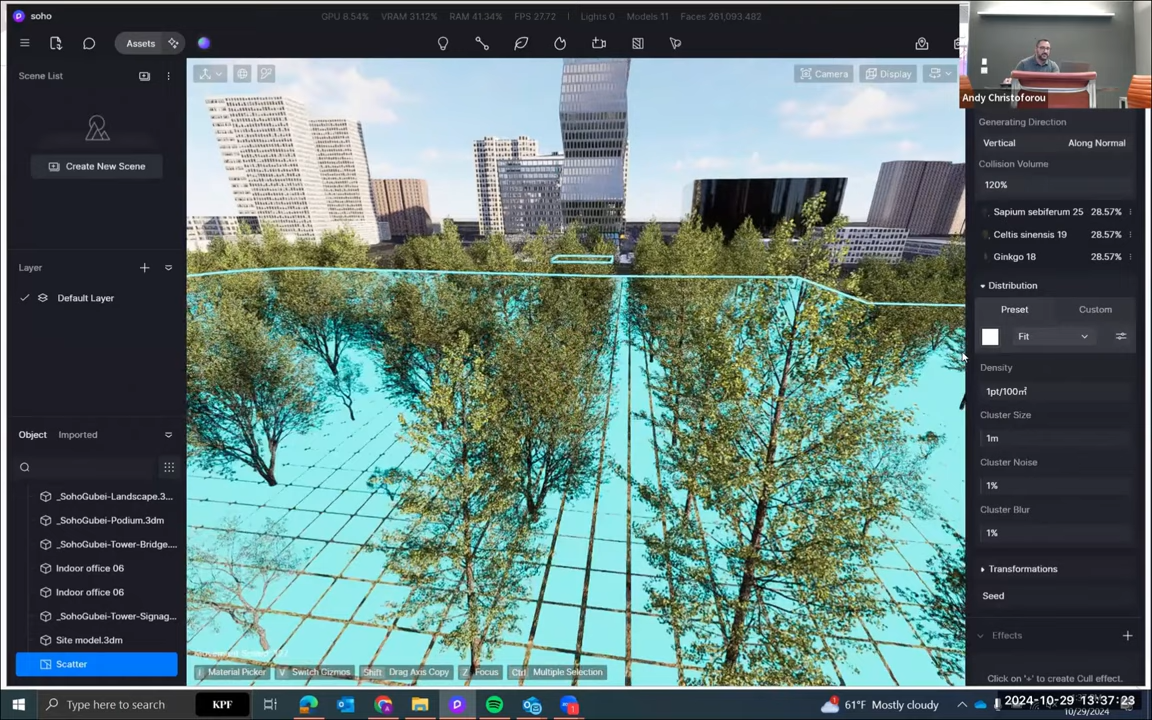 soho
GPU 8.54% VRAM 31.12% RAM 41.34% FPS 27.72 | Lights 0 Models 11 Faces 261,093,482
Assets
Scene List
Camera
Display
Andy Christoforou
Create New Scene
Layer
Default Layer
Object
Imported
_SohoGubei-Landscape.3...
_SohoGubei-Podium.3dm
_SohoGubei-Tower-Bridge....
Indoor office 06
Indoor office 06
_SohoGubei-Tower-Signag...
Site model.3dm
Scatter
I Material Picker V Switch Gizmos Shift Drag Axis Copy Z Focus Ctrl Multiple Selection
Generating Direction
Vertical Along Normal
Collision Volume
120%
Sapium sebiferum 25 28.57%
Celtis sinensis 19 28.57%
Ginkgo 18 28.57%
Distribution
Preset Custom
Fit
Density
1pt/100㎡
Cluster Size
1m
Cluster Noise
1%
Cluster Blur
1%
Transformations
Seed
Effects
Click on '+' to create Cull effect.
Type here to search
KPF
61°F Mostly cloudy
2024-10-29 13:37:23
10/29/2024